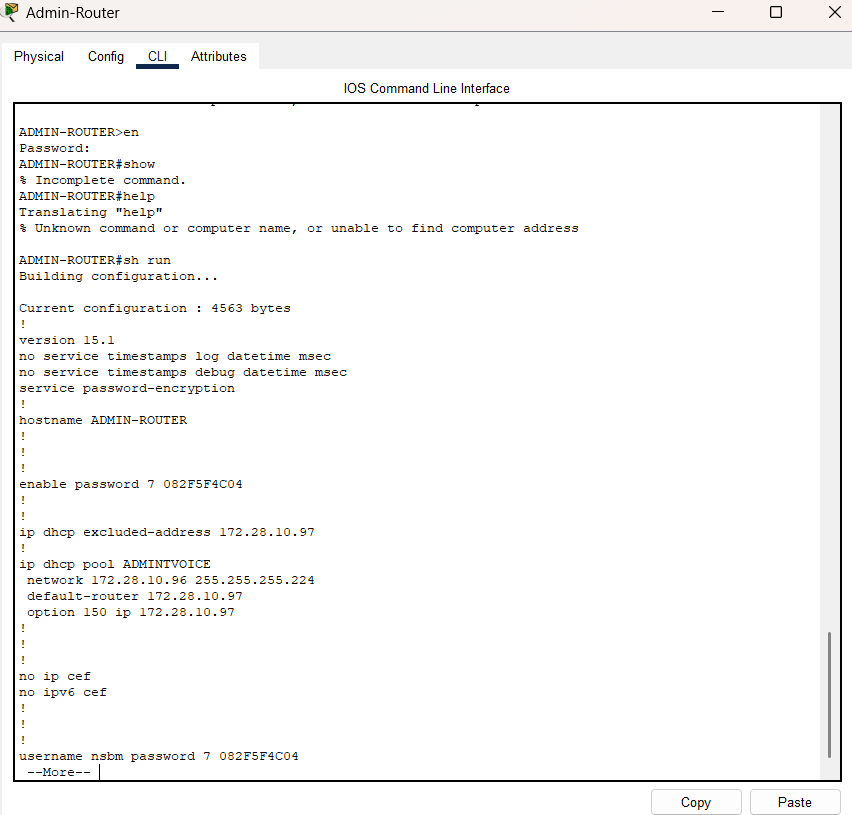 Admin-Router
Physical Config CLI Attributes
IOS Command Line Interface
ADMIN-ROUTER>en
Password:
ADMIN-ROUTER#show
% Incomplete command.
ADMIN-ROUTER#help
Translating "help"
% Unknown command or computer name, or unable to find computer address
ADMIN-ROUTER#sh run
Building configuration...
Current configuration : 4563 bytes
!
version 15.1
no service timestamps log datetime msec
no service timestamps debug datetime msec
service password-encryption
!
hostname ADMIN-ROUTER
!
!
!
enable password 7 082F5F4C04
!
!
ip dhcp excluded-address 172.28.10.97
!
ip dhcp pool ADMINTVOICE
network 172.28.10.96 255.255.255.224
default-router 172.28.10.97
option 150 ip 172.28.10.97
!
!
!
no ip cef
no ipv6 cef
!
!
!
username nsbm password 7 082F5F4C04
--More--
Copy Paste